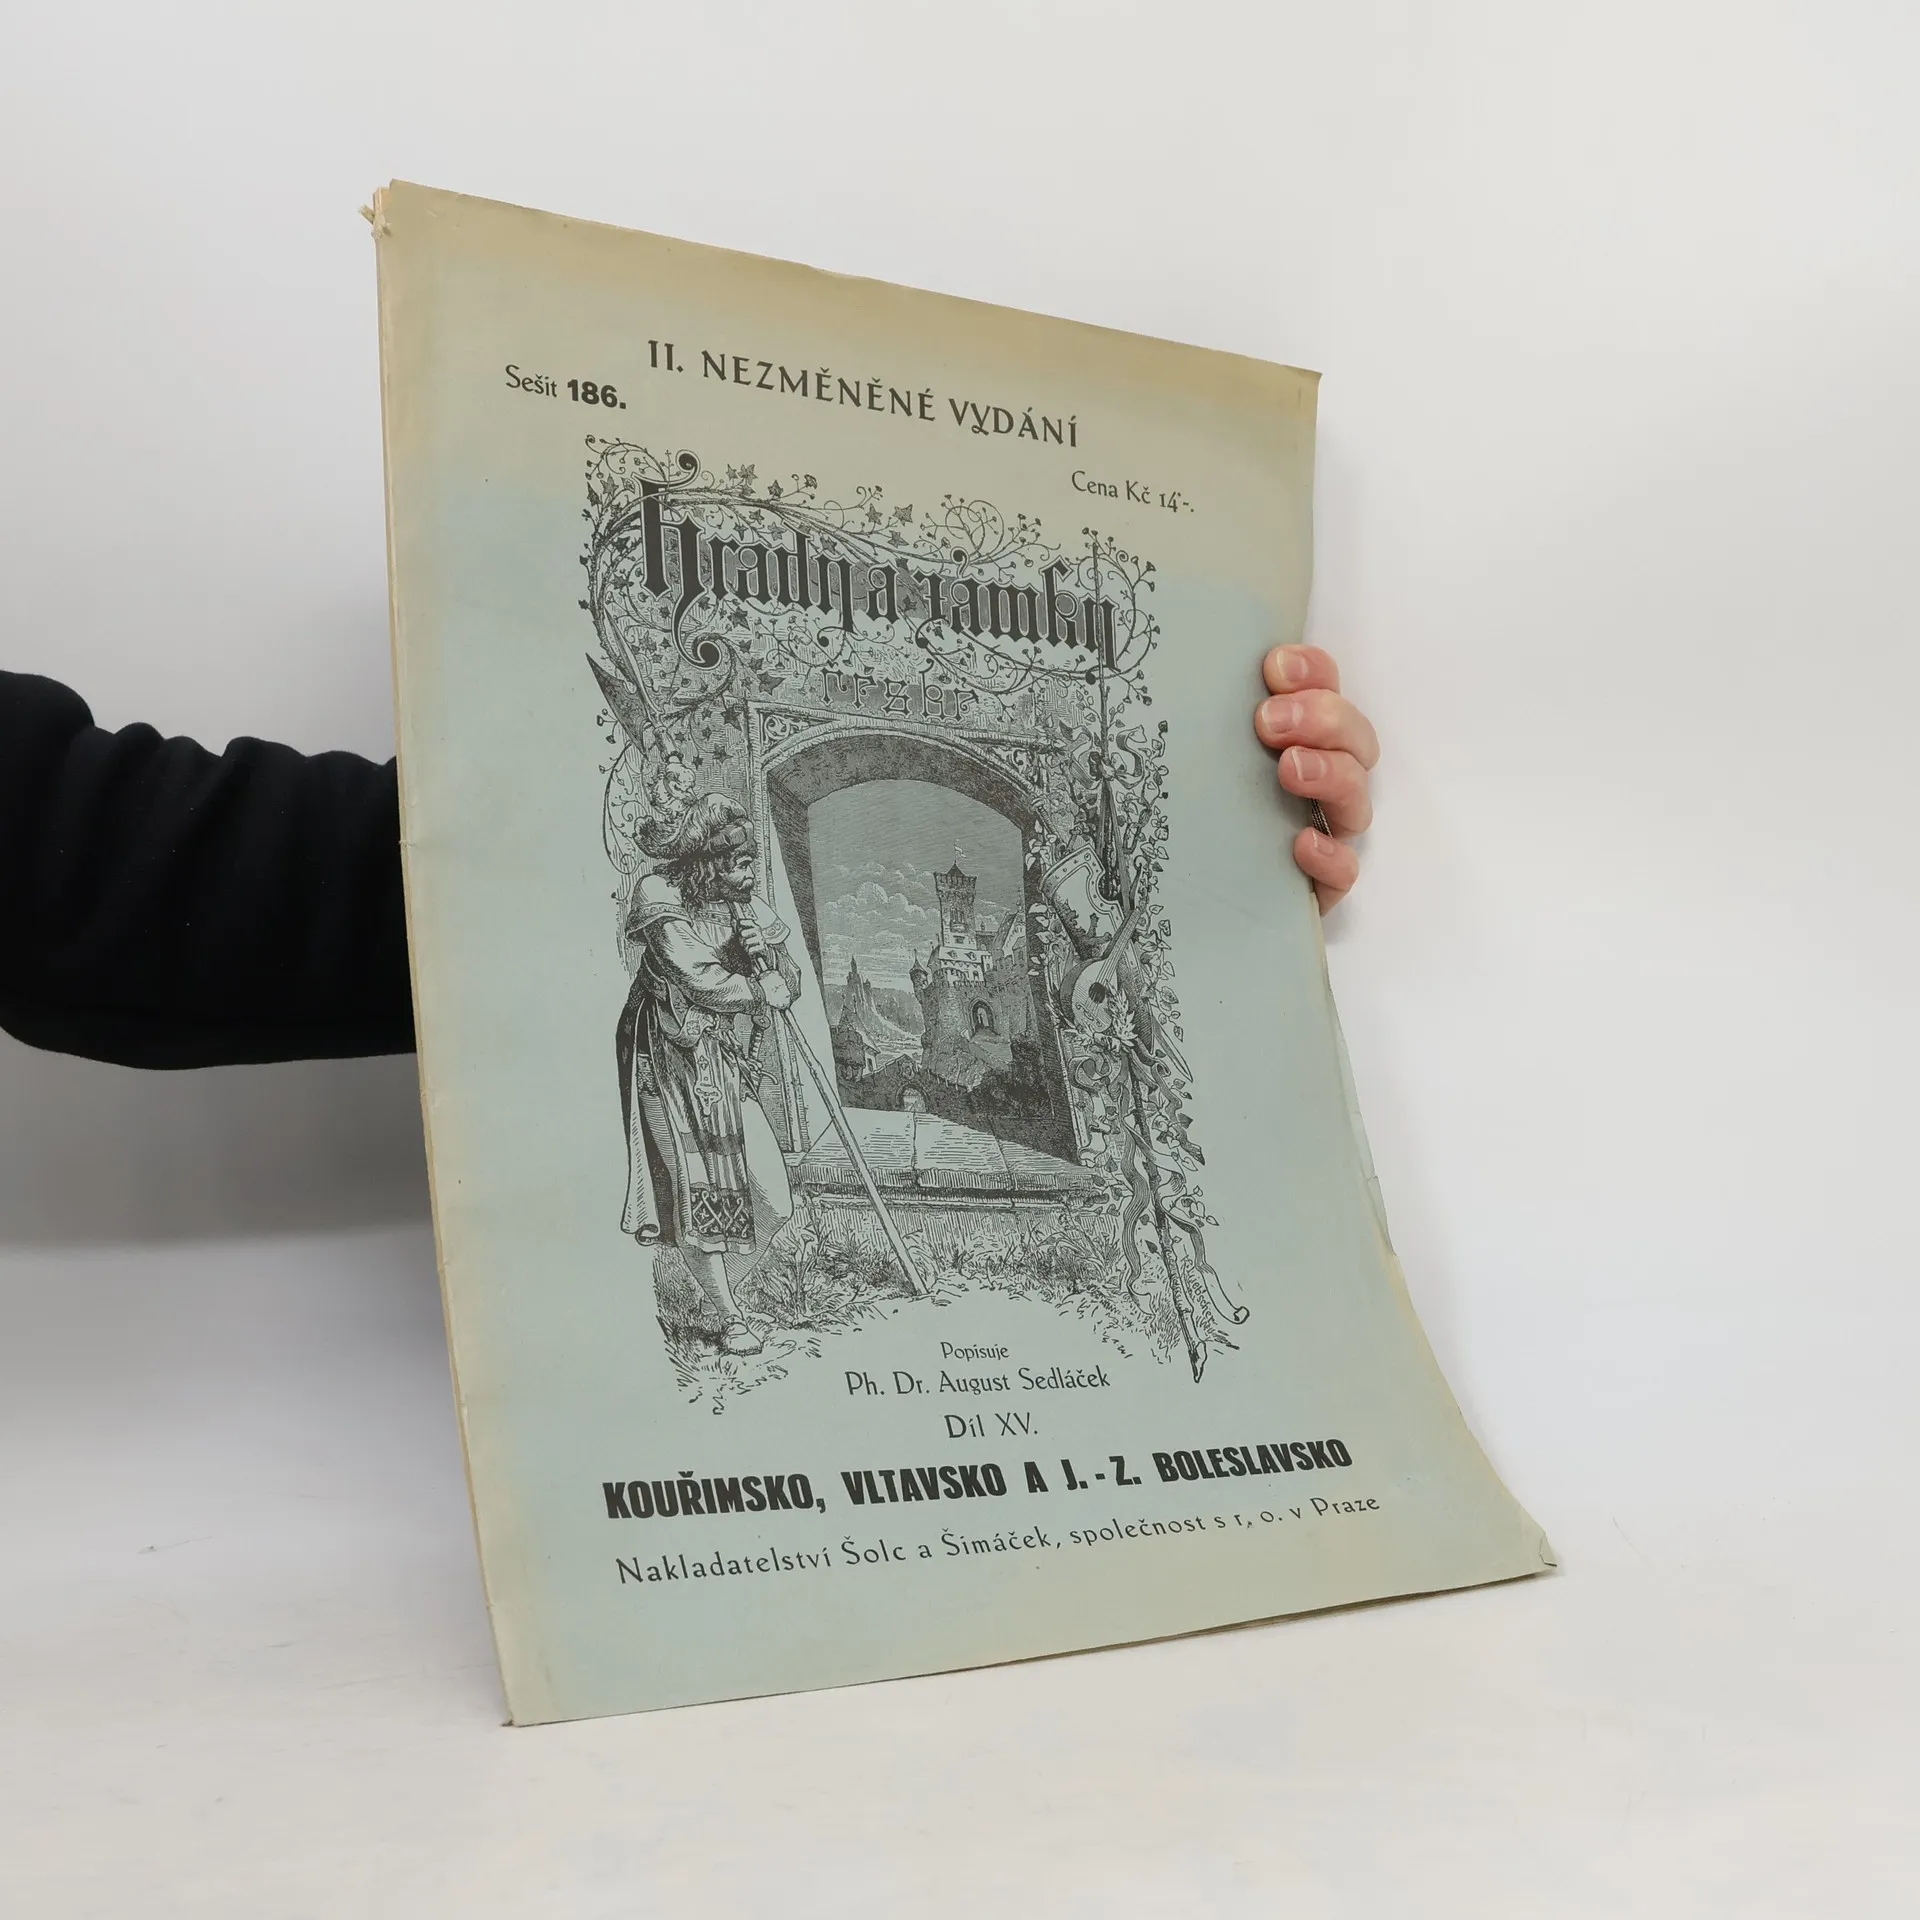 II. NEZMĚNĚNÉ VYDÁNÍ
Sešit 186.
Cena Kč 14·-.
Hrady a zámky
české
Popisuje
Ph. Dr. August Sedláček
Díl XV.
KOUŘIMSKO, VLTAVSKO A J.-Z. BOLESLAVSKO
Nakladatelství Šolc a Šimáček, společnost s r. o. v Praze